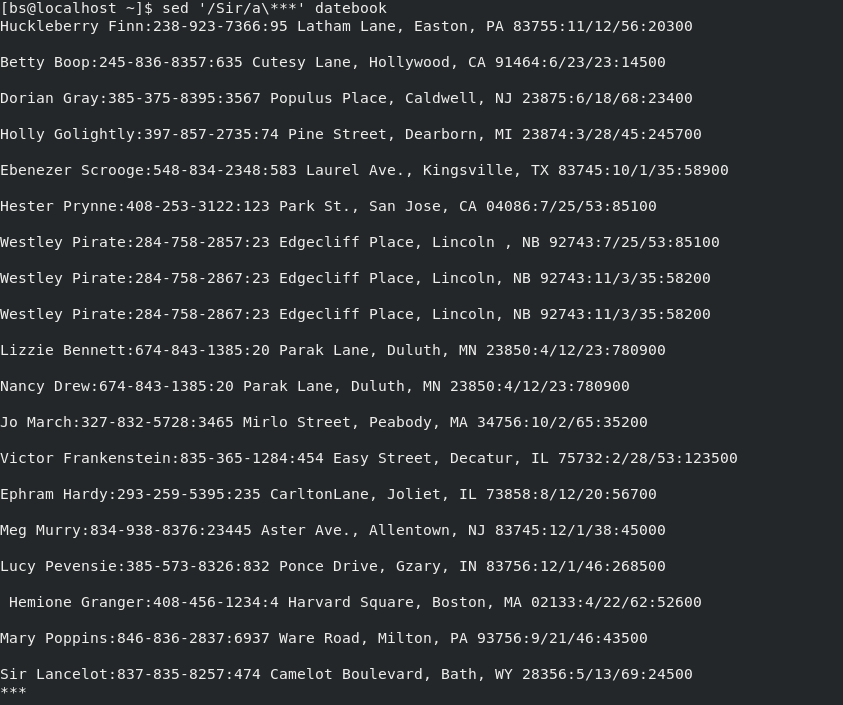 [bs@localhost ~]$ sed '/Sir/a\***' datebook
Huckleberry Finn:238-923-7366:95 Latham Lane, Easton, PA 83755:11/12/56:20300
Betty Boop:245-836-8357:635 Cutesy Lane, Hollywood, CA 91464:6/23/23:14500
Dorian Gray:385-375-8395:3567 Populus Place, Caldwell, NJ 23875:6/18/68:23400
Holly Golightly:397-857-2735:74 Pine Street, Dearborn, MI 23874:3/28/45:245700
Ebenezer Scrooge:548-834-2348:583 Laurel Ave., Kingsville, TX 83745:10/1/35:58900
Hester Prynne:408-253-3122:123 Park St., San Jose, CA 04086:7/25/53:85100
Westley Pirate:284-758-2857:23 Edgecliff Place, Lincoln , NB 92743:7/25/53:85100
Westley Pirate:284-758-2867:23 Edgecliff Place, Lincoln, NB 92743:11/3/35:58200
Westley Pirate:284-758-2867:23 Edgecliff Place, Lincoln, NB 92743:11/3/35:58200
Lizzie Bennett:674-843-1385:20 Parak Lane, Duluth, MN 23850:4/12/23:780900
Nancy Drew:674-843-1385:20 Parak Lane, Duluth, MN 23850:4/12/23:780900
Jo March:327-832-5728:3465 Mirlo Street, Peabody, MA 34756:10/2/65:35200
Victor Frankenstein:835-365-1284:454 Easy Street, Decatur, IL 75732:2/28/53:123500
Ephram Hardy:293-259-5395:235 CarltonLane, Joliet, IL 73858:8/12/20:56700
Meg Murry:834-938-8376:23445 Aster Ave., Allentown, NJ 83745:12/1/38:45000
Lucy Pevensie:385-573-8326:832 Ponce Drive, Gzary, IN 83756:12/1/46:268500
Hemione Granger:408-456-1234:4 Harvard Square, Boston, MA 02133:4/22/62:52600
Mary Poppins:846-836-2837:6937 Ware Road, Milton, PA 93756:9/21/46:43500
Sir Lancelot:837-835-8257:474 Camelot Boulevard, Bath, WY 28356:5/13/69:24500
***